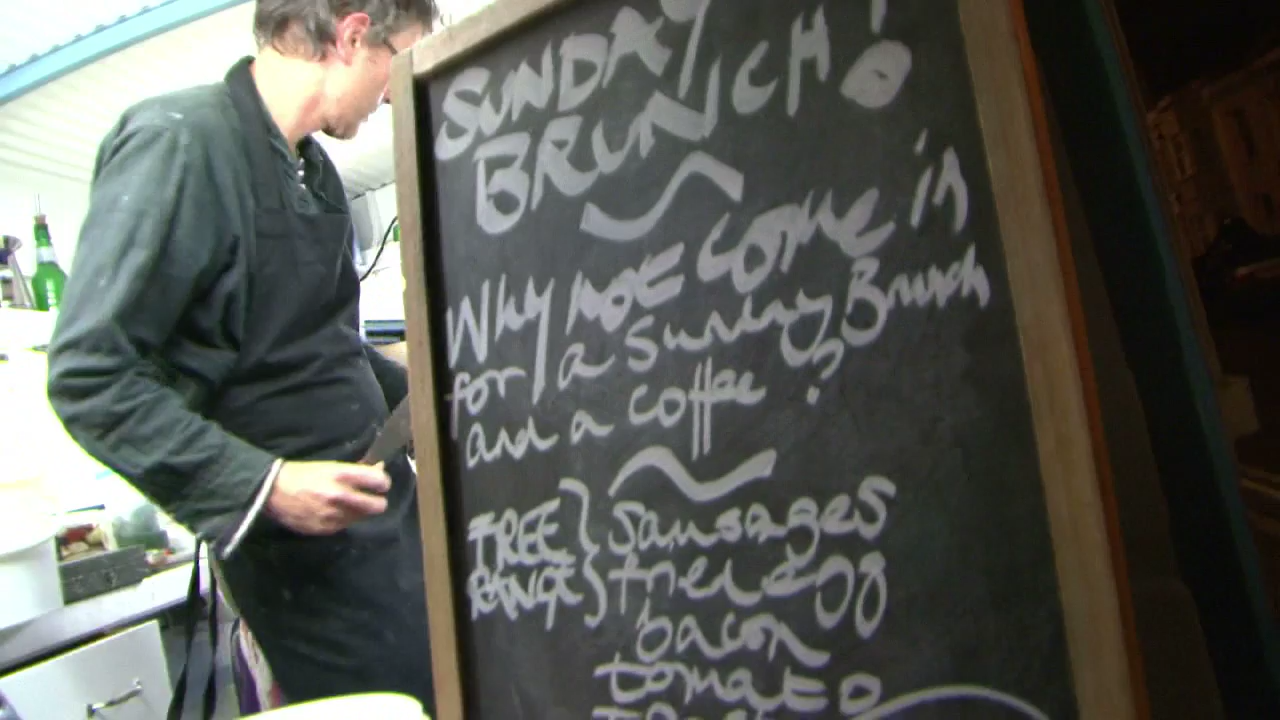 SUNDAY
BRUNCH!
Why not come in
for a Sunday Brunch
and a coffee?
FREE } Sausages
RANGE } fried egg
bacon
tomato